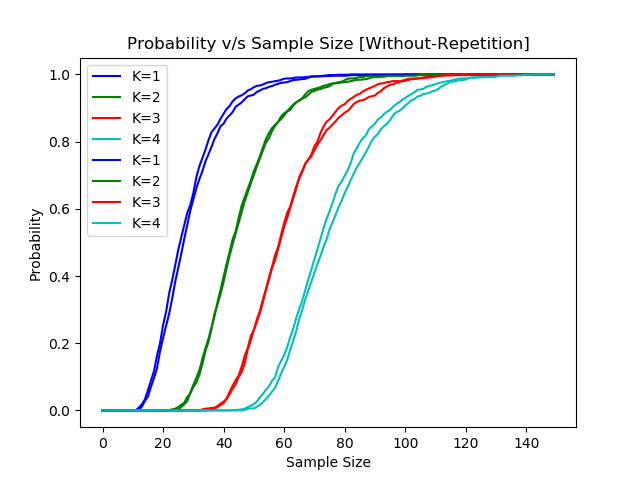 Probability v/s Sample Size [Without-Repetition]
K=1
K=2
K=3
K=4
K=1
K=2
K=3
K=4
1.0
0.8
0.6
0.4
0.2
0.0
Probability
0 20 40 60 80 100 120 140
Sample Size